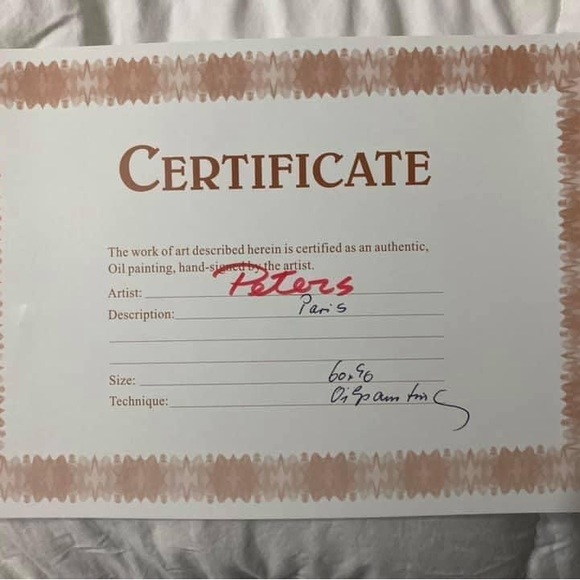 CERTIFICATE
The work of art described herein is certified as an authentic,
Oil painting, hand-signed by the artist.
Artist: Peters
Description: Paris
Size: 60x90
Technique: Oilpainting